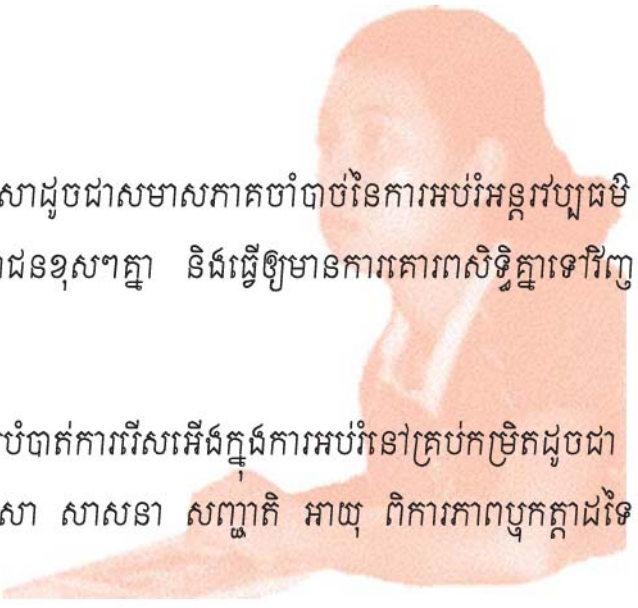 សាដូចជាសមាសភាគចាំបាច់នៃការអប់រំអន្តរវប្បធម៌
ជនខុសៗគ្នា និងធ្វើឲ្យមានការគោរពសិទ្ធិគ្នាទៅវិញ
បំបាត់ការរើសអើងក្នុងការអប់រំនៅគ្រប់កម្រិតដូចជា
សា សាសនា សញ្ជាតិ អាយុ ពិការភាពឬកត្តាដទៃ